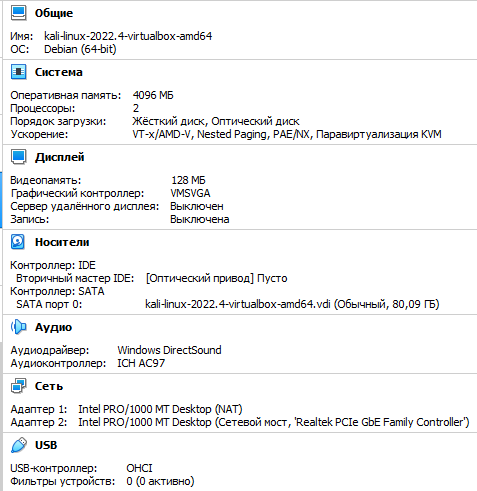 Общие
Имя: kali-linux-2022.4-virtualbox-amd64
ОС: Debian (64-bit)
Система
Оперативная память: 4096 МБ
Процессоры: 2
Порядок загрузки: Жёсткий диск, Оптический диск
Ускорение: VT-x/AMD-V, Nested Paging, PAE/NX, Паравиртуализация KVM
Дисплей
Видеопамять: 128 МБ
Графический контроллер: VMSVGA
Сервер удалённого дисплея: Выключен
Запись: Выключена
Носители
Контроллер: IDE
Вторичный мастер IDE: [Оптический привод] Пусто
Контроллер: SATA
SATA порт 0: kali-linux-2022.4-virtualbox-amd64.vdi (Обычный, 80,09 ГБ)
Аудио
Аудиодрайвер: Windows DirectSound
Аудиоконтроллер: ICH AC97
Сеть
Адаптер 1: Intel PRO/1000 MT Desktop (NAT)
Адаптер 2: Intel PRO/1000 MT Desktop (Сетевой мост, 'Realtek PCIe GbE Family Controller')
USB
USB-контроллер: OHCI
Фильтры устройств: 0 (0 активно)